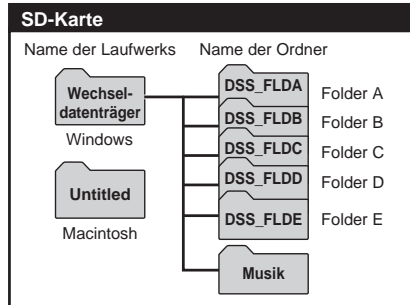 SD-Karte
Name der Laufwerks Name der Ordner
Wechsel-
datenträger
Windows
Untitled
Macintosh
DSS_FLDA Folder A
DSS_FLDB Folder B
DSS_FLDC Folder C
DSS_FLDD Folder D
DSS_FLDE Folder E
Musik